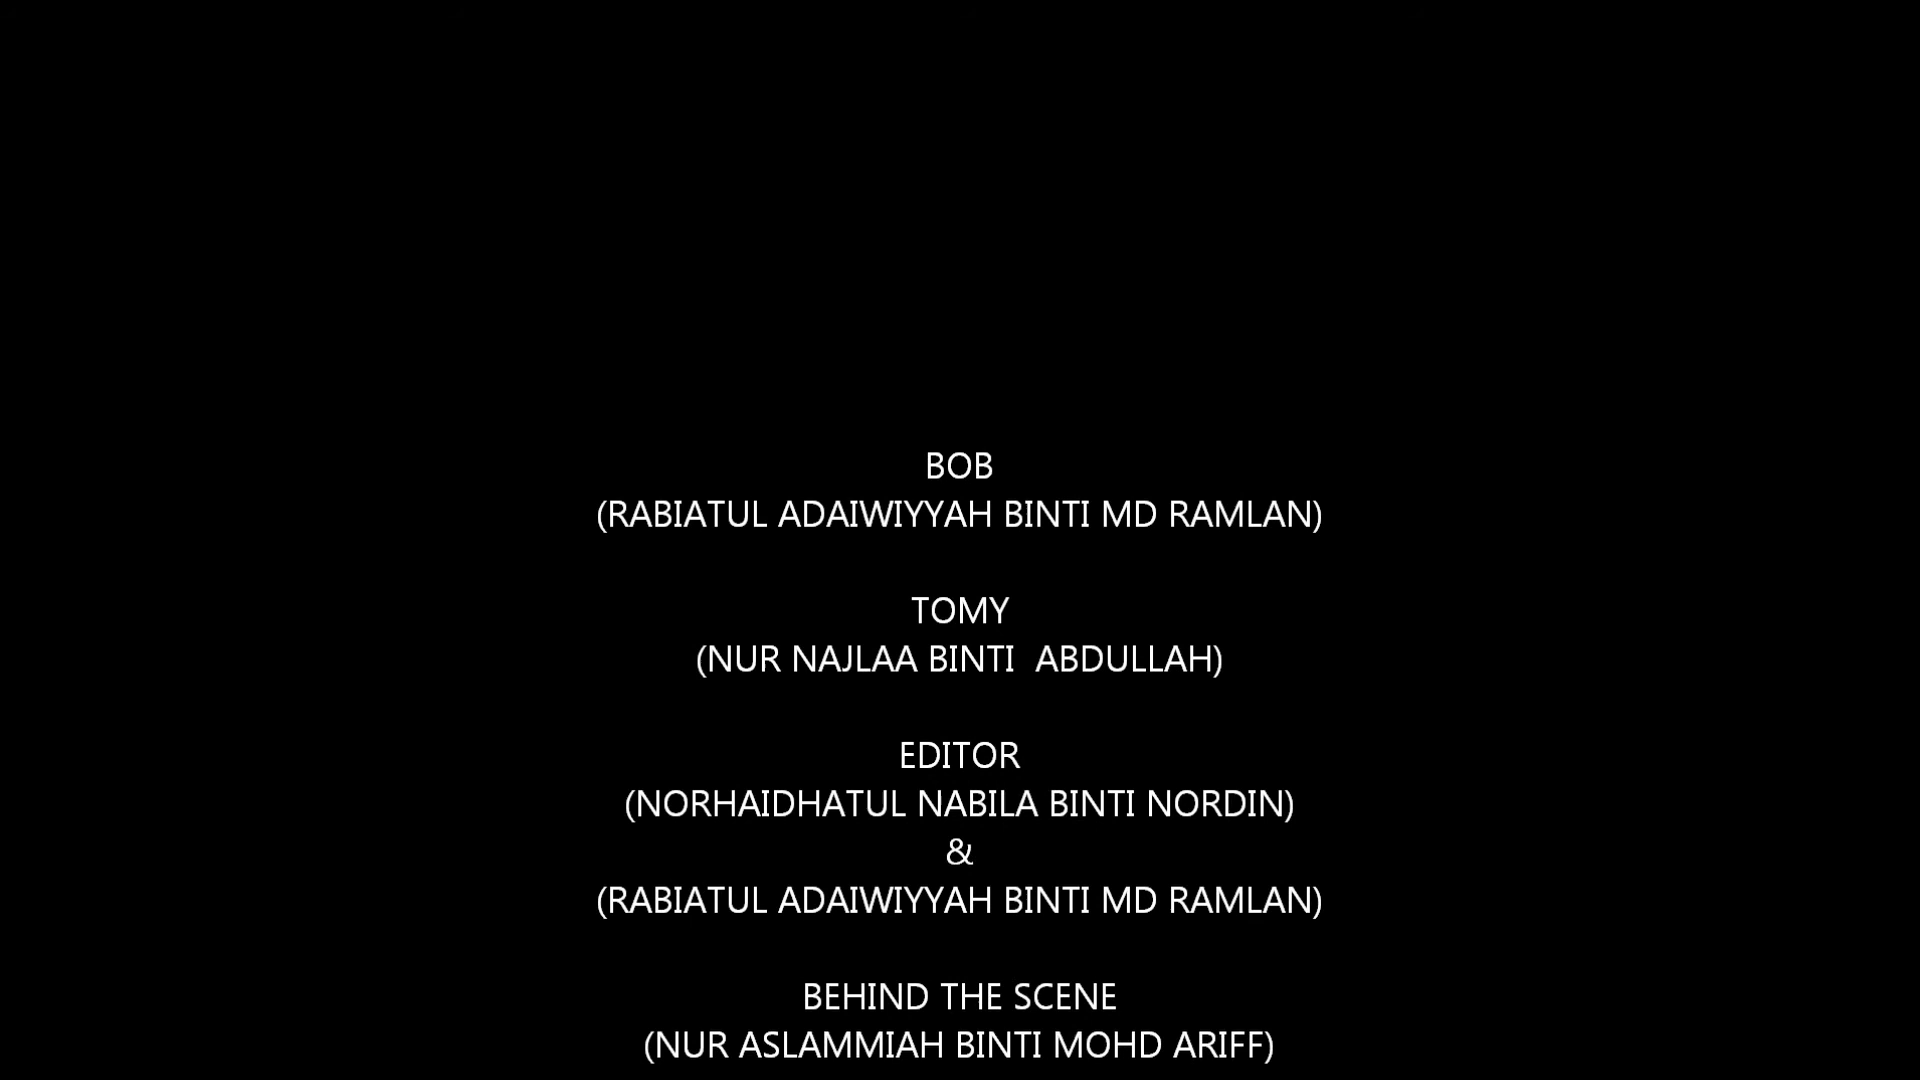 BOB
(RABIATUL ADAIWIYYAH BINTI MD RAMLAN)
TOMY
(NUR NAJLAA BINTI  ABDULLAH)
EDITOR
(NORHAIDHATUL NABILA BINTI NORDIN)
&
(RABIATUL ADAIWIYYAH BINTI MD RAMLAN)
BEHIND THE SCENE
(NUR ASLAMMIAH BINTI MOHD ARIFF)